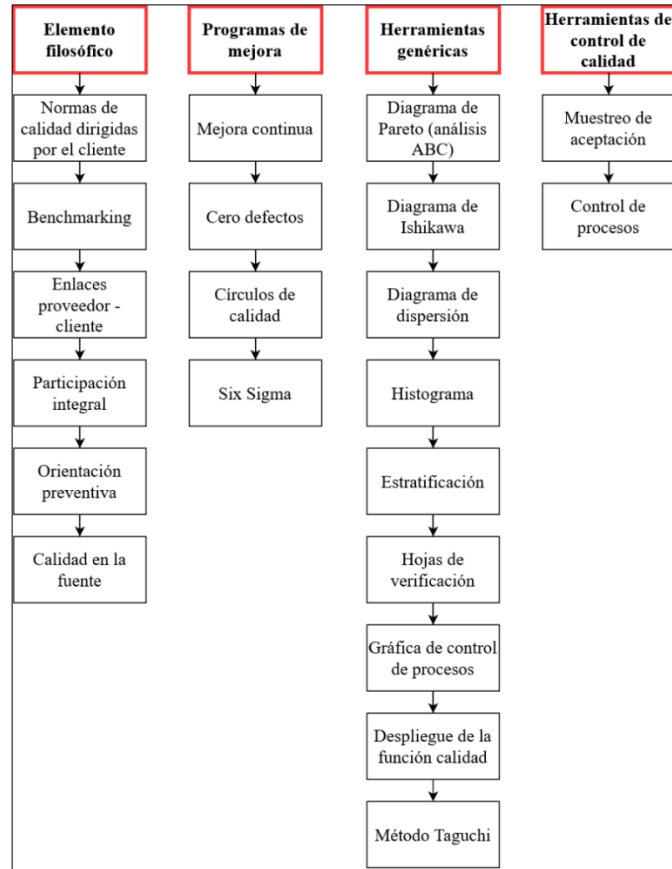 Elemento
filosófico
Normas de
calidad dirigidas
por el cliente
Benchmarking
Enlaces
proveedor -
cliente
Participación
integral
Orientación
preventiva
Calidad en la
fuente
Programas de
mejora
Mejora continua
Cero defectos
Círculos de
calidad
Six Sigma
Herramientas
genéricas
Diagrama de
Pareto (análisis
ABC)
Diagrama de
Ishikawa
Diagrama de
dispersión
Histograma
Estratificación
Hojas de
verificación
Gráfica de control
de procesos
Despliegue de la
función calidad
Método Taguchi
Herramientas de
control de
calidad
Muestreo de
aceptación
Control de
procesos